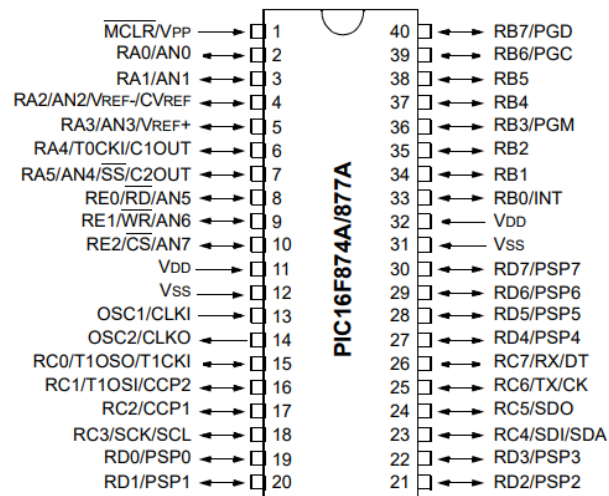 MCLR/VPP 1 40 RB7/PGD
RA0/AN0 2 39 RB6/PGC
RA1/AN1 3 38 RB5
RA2/AN2/VREF-/CVREF 4 37 RB4
RA3/AN3/VREF+ 5 36 RB3/PGM
RA4/T0CKI/C1OUT 6 35 RB2
RA5/AN4/SS/C2OUT 7 34 RB1
RE0/RD/AN5 8 33 RB0/INT
RE1/WR/AN6 9 32 VDD
RE2/CS/AN7 10 31 VSS
VDD 11 30 RD7/PSP7
VSS 12 29 RD6/PSP6
OSC1/CLKI 13 28 RD5/PSP5
OSC2/CLKO 14 27 RD4/PSP4
RC0/T1OSO/T1CKI 15 26 RC7/RX/DT
RC1/T1OSI/CCP2 16 25 RC6/TX/CK
RC2/CCP1 17 24 RC5/SDO
RC3/SCK/SCL 18 23 RC4/SDI/SDA
RD0/PSP0 19 22 RD3/PSP3
RD1/PSP1 20 21 RD2/PSP2
PIC16F874A/877A